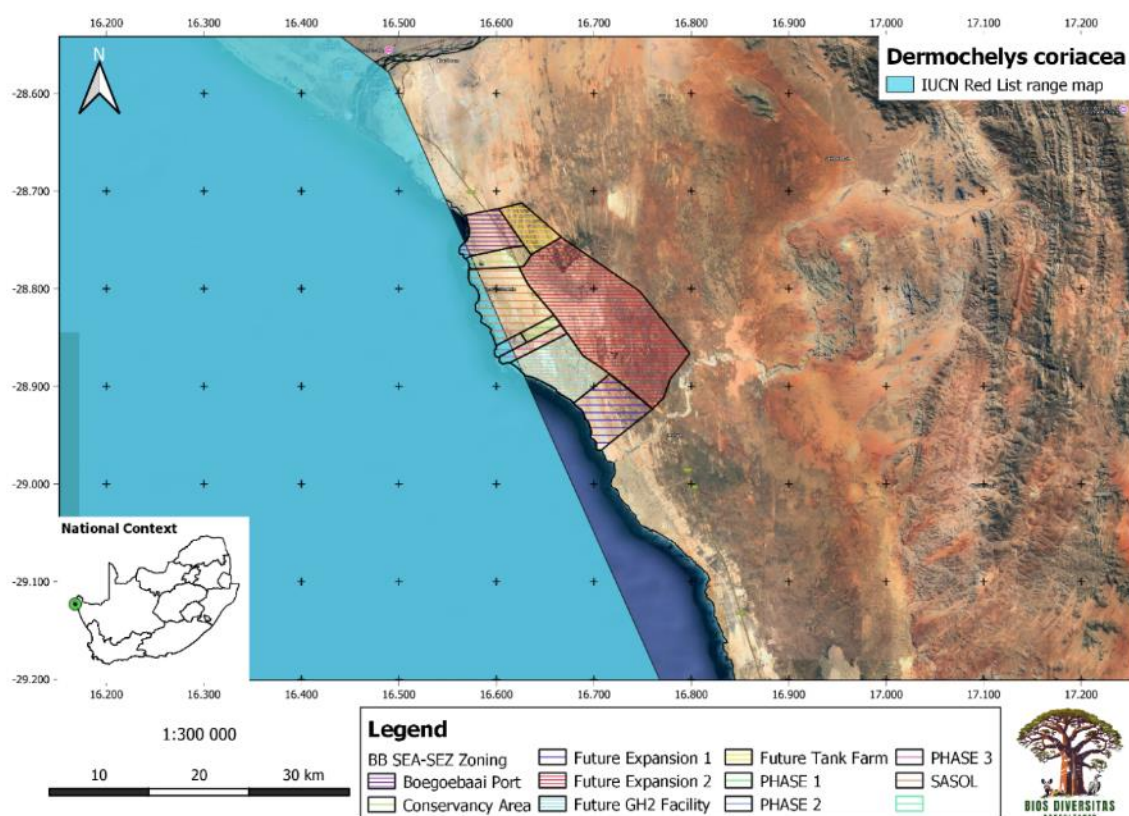 16.200 16.300 16.400 16.500 16.600 16.700 16.800 16.900 17.000 17.100 17.200
N
Dermochelys coriacea
IUCN Red List range map
-28.600
-28.700
-28.800
-28.900
-29.000
-29.100
-29.200
National Context
16.200 16.300 16.400 16.500 16.600 16.700 16.800 16.900 17.000 17.100 17.200
1:300 000
10 20 30 km
Legend
BB SEA-SEZ Zoning
Boegoebaai Port
Conservancy Area
Future Expansion 1
Future Expansion 2
Future GH2 Facility
Future Tank Farm
PHASE 1
PHASE 2
PHASE 3
SASOL
BIOS DIVERSITAS